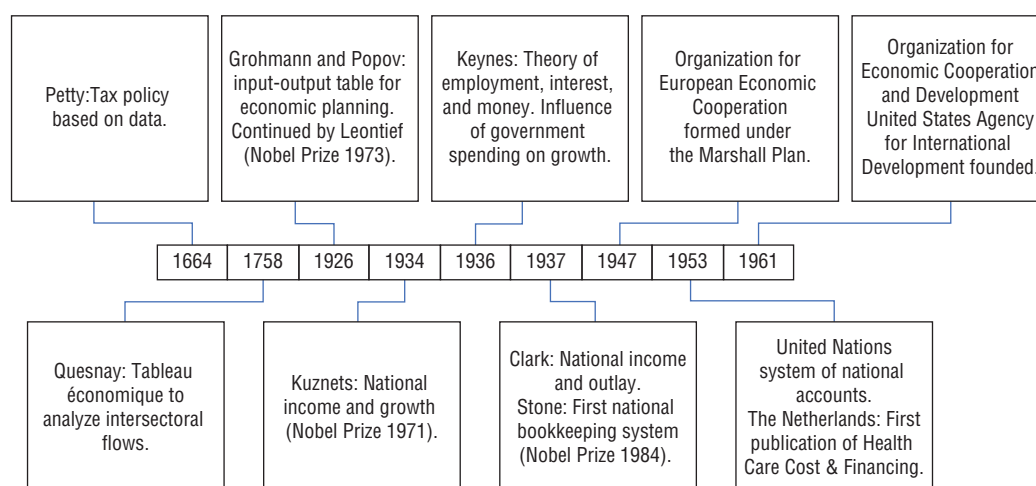 Petty:Tax policy
based on data.
Grohmann and Popov:
input-output table for
economic planning.
Continued by Leontief
(Nobel Prize 1973).
Keynes: Theory of
employment, interest,
and money. Influence
of government
spending on growth.
Organization for
European Economic
Cooperation
formed under
the Marshall Plan.
Organization for
Economic Cooperation
and Development
United States Agency
for International
Development founded.
1664 1758 1926 1934 1936 1937 1947 1953 1961
Quesnay: Tableau
économique to
analyze intersectoral
flows.
Kuznets: National
income and growth
(Nobel Prize 1971).
Clark: National income
and outlay.
Stone: First national
bookkeeping system
(Nobel Prize 1984).
United Nations
system of national
accounts.
The Netherlands: First
publication of Health
Care Cost & Financing.